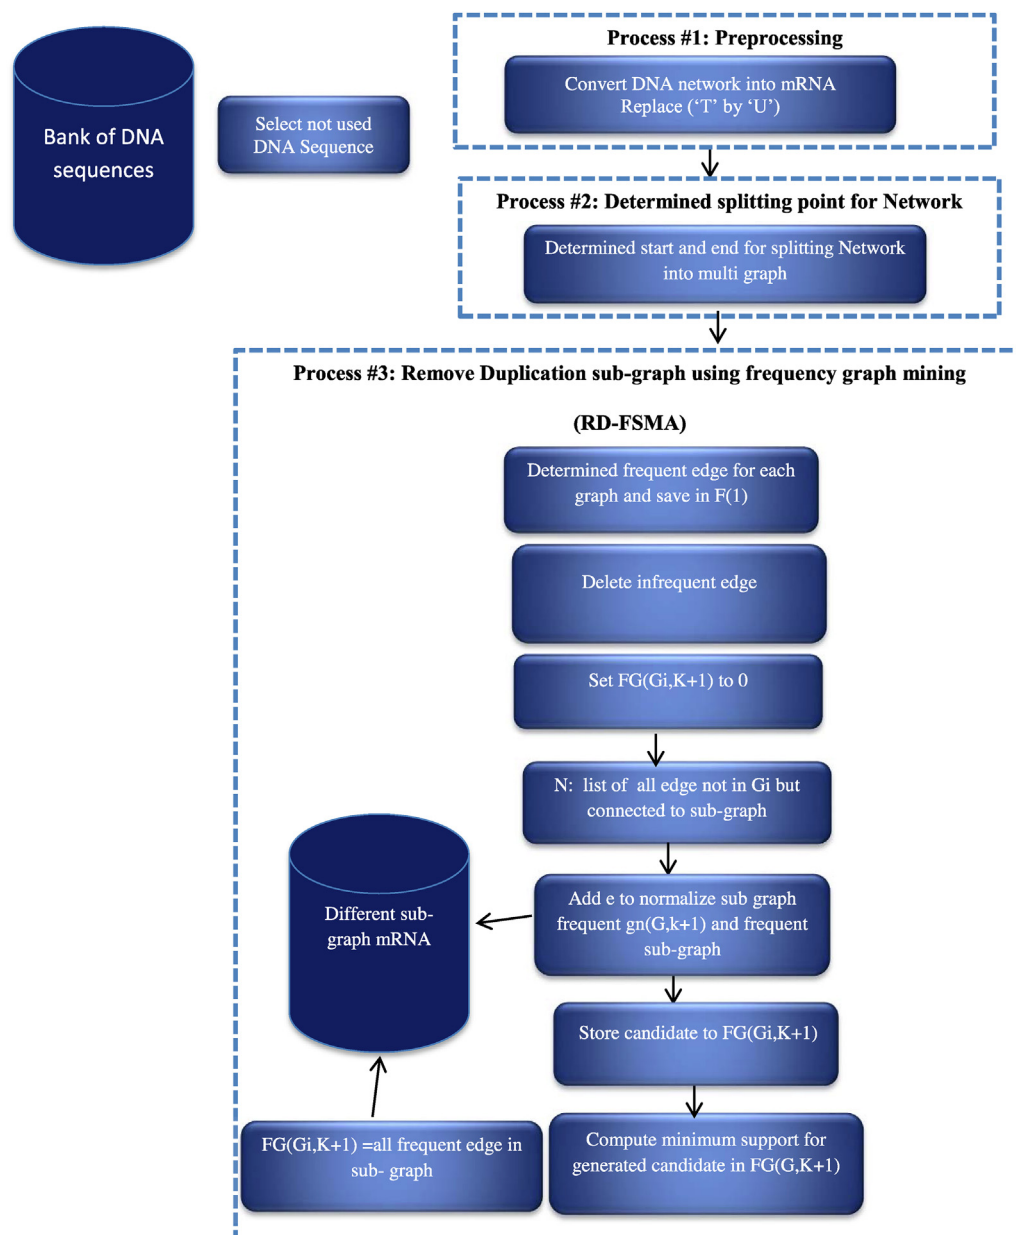 Bank of DNA
sequences
Select not used
DNA Sequence
Process #1: Preprocessing
Convert DNA network into mRNA
Replace (‘T’ by ‘U’)
Process #2: Determined splitting point for Network
Determined start and end for splitting Network
into multi graph
Process #3: Remove Duplication sub-graph using frequency graph mining
(RD-FSMA)
Determined frequent edge for each
graph and save in F(1)
Delete infrequent edge
Set FG(Gi,K+1) to 0
N:  list of  all edge not in Gi but
connected to sub-graph
Different sub-
graph mRNA
Add e to normalize sub graph
frequent gn(G,k+1) and frequent
sub-graph
Store candidate to FG(Gi,K+1)
FG(Gi,K+1) =all frequent edge in
sub- graph
Compute minimum support for
generated candidate in FG(G,K+1)